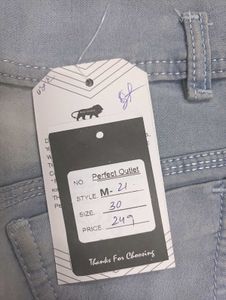 NO. Perfect Outlet
STYLE M-21
SIZE. 30
PRICE 249
Thanks For Choosing